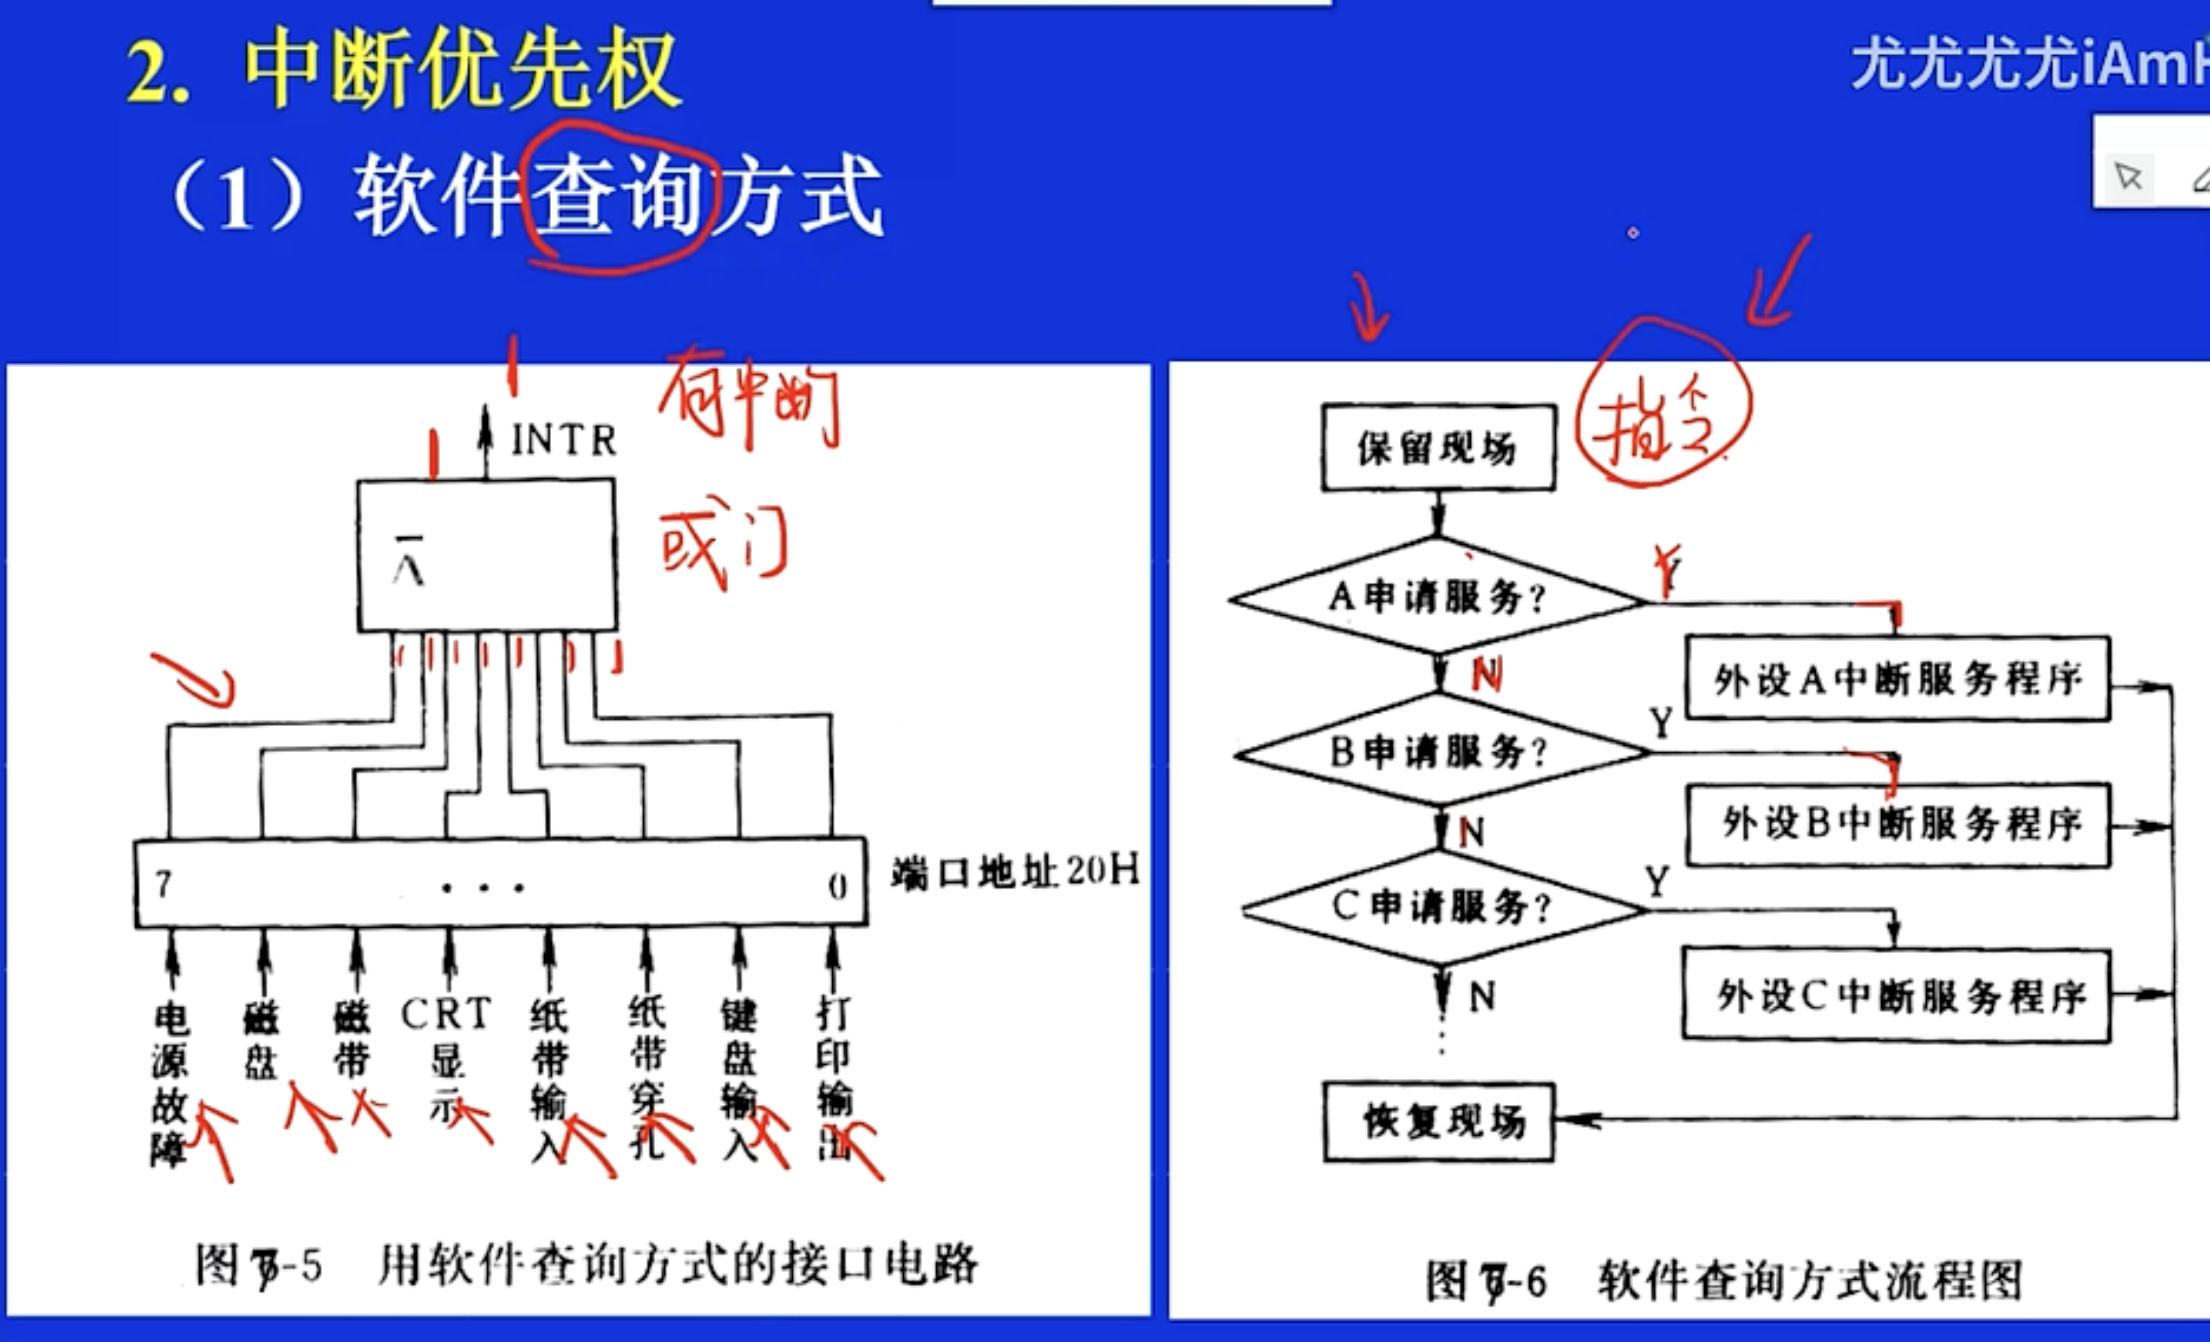 2. 中断优先权
尤尤尤尤iAm
（1）软件查询方式
有中断
INTR
或门
Λ
7 ... 0
端口地址20H
电源故障
磁盘
磁带
CRT显示
纸带输入
纸带穿孔
键盘输入
打印输出
图7-5 用软件查询方式的接口电路
指令
保留现场
A申请服务?
Y
外设A中断服务程序
N
B申请服务?
Y
外设B中断服务程序
N
C申请服务?
Y
外设C中断服务程序
N
恢复现场
图7-6 软件查询方式流程图